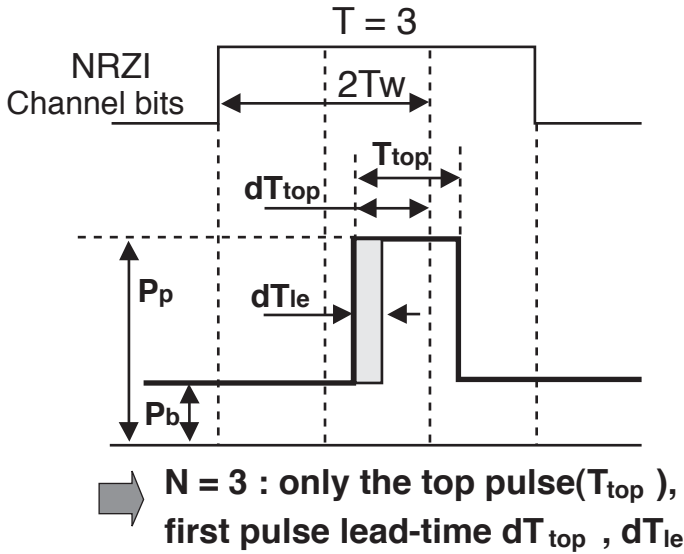 T = 3
NRZI
Channel bits
2Tw
Ttop
dTtop
Pp
dTle
Pb
N = 3 : only the top pulse(Ttop ),
first pulse lead-time dTtop , dTle